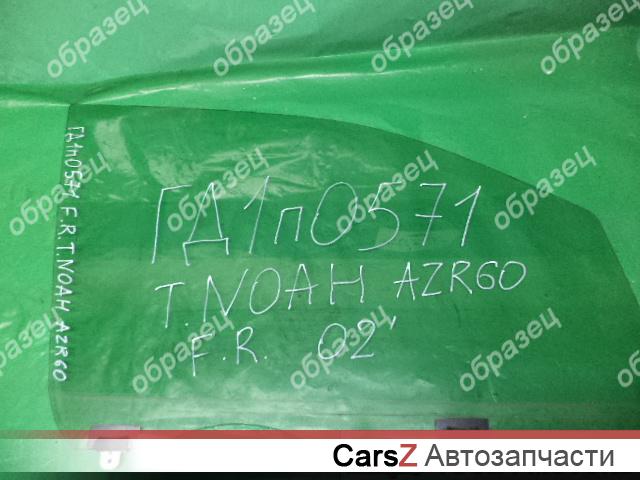 образец образец образец образец
ГД1п0571 F.R.T.NOAH AZR60
образец образец образец образец
ГД1п0571
T.NOAH AZR60
F.R. 02'
образец образец образец образец
CarsZ Автозапчасти